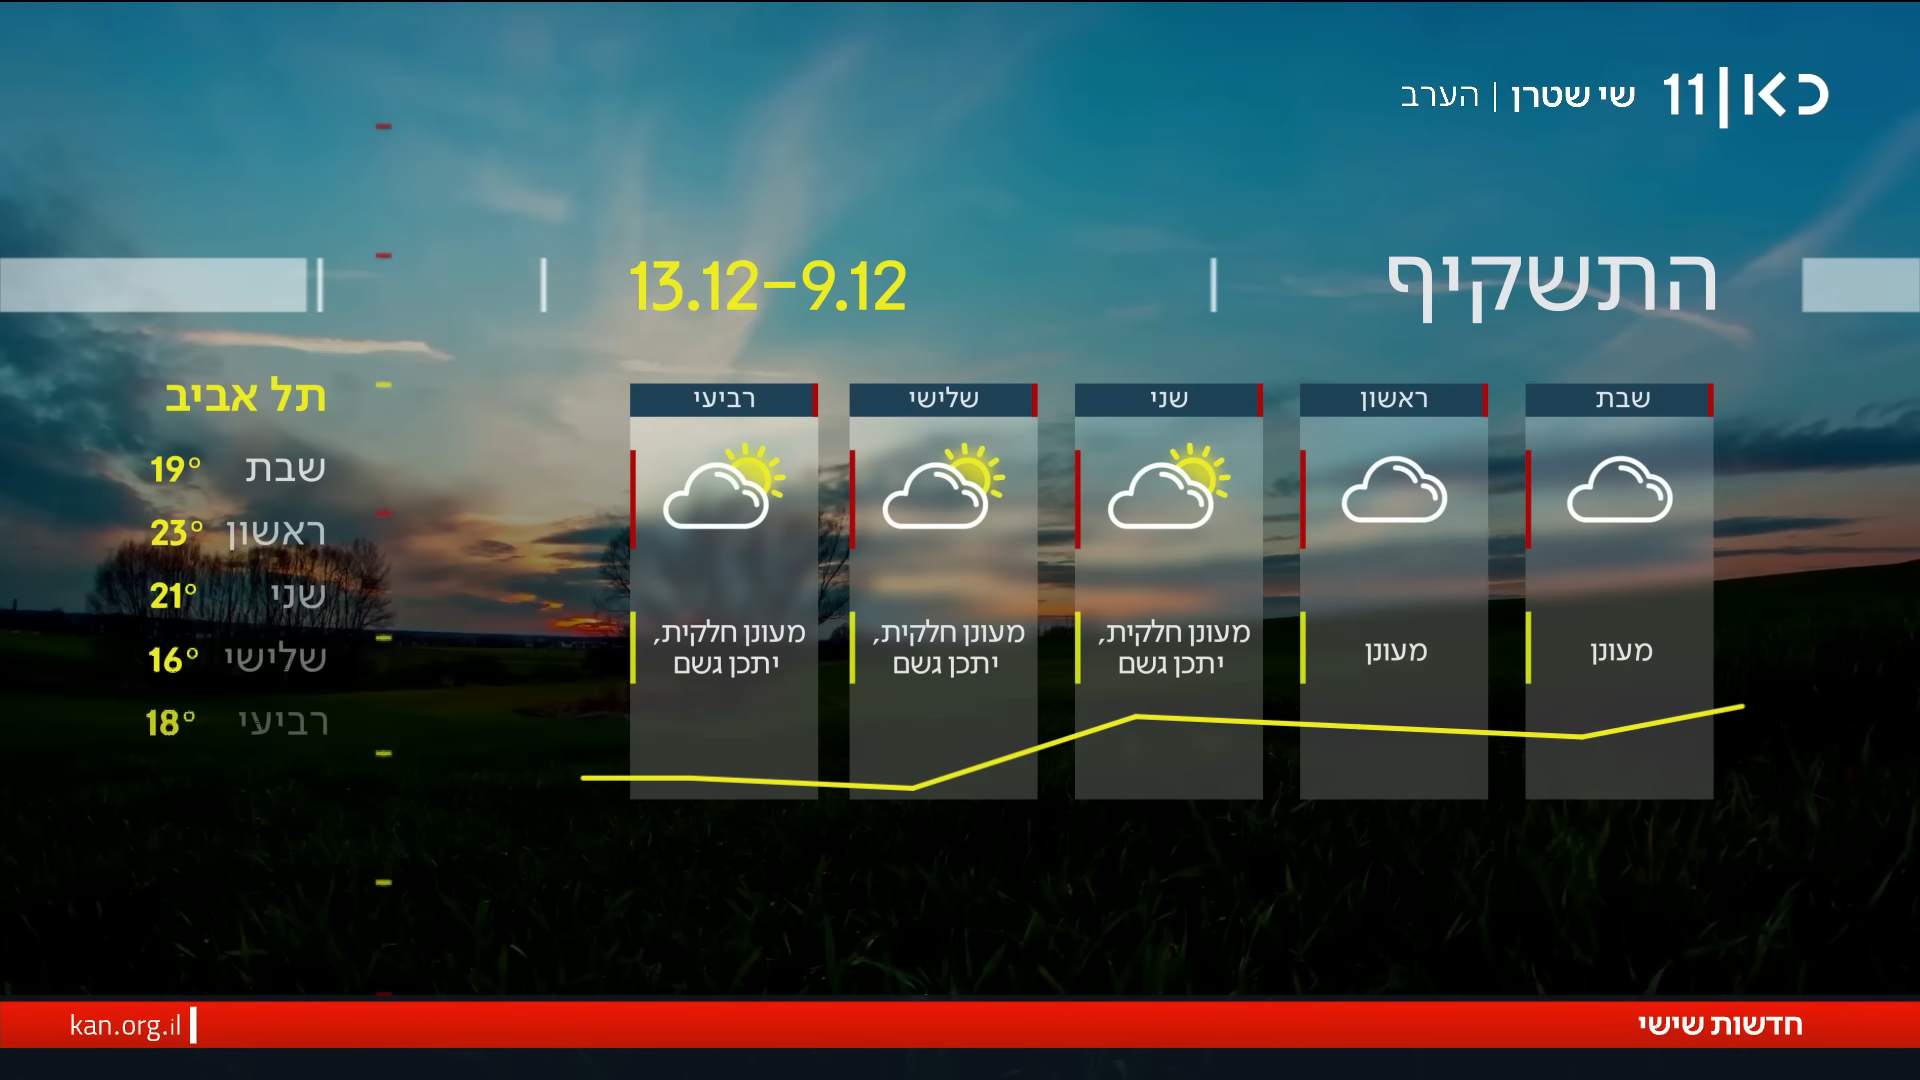 כאן 11 שי שטרן | הערב
התשקיף
13.12–9.12
שבת
מעונן
ראשון
מעונן
שני
מעונן חלקית,
יתכן גשם
שלישי
מעונן חלקית,
יתכן גשם
רביעי
מעונן חלקית,
יתכן גשם
תל אביב
שבת 19°
ראשון 23°
שני 21°
שלישי 16°
רביעי 18°
חדשות שישי
kan.org.il